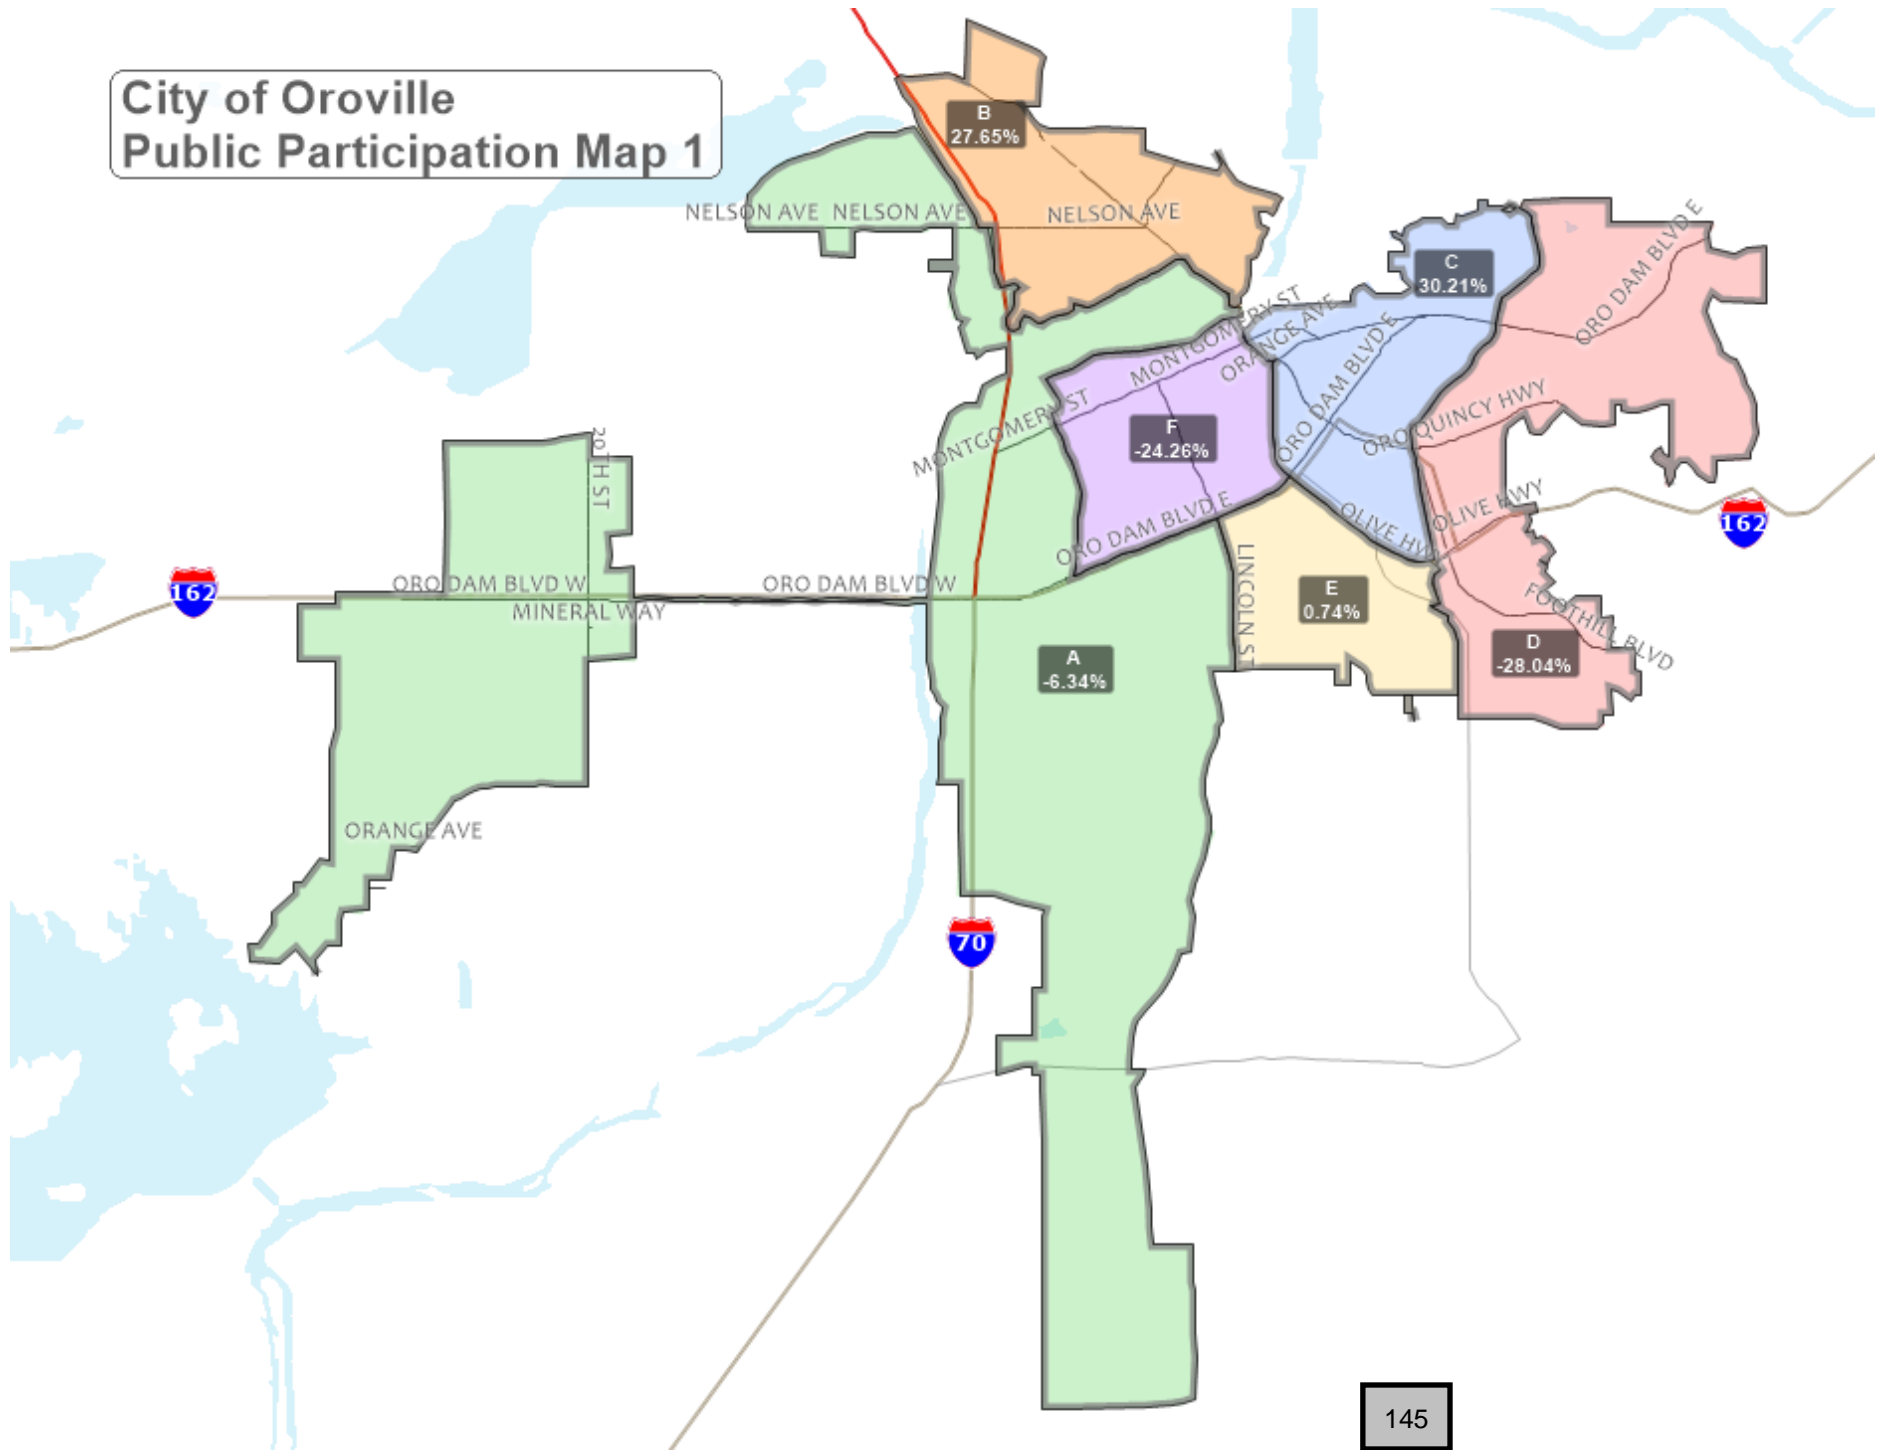 City of Oroville
Public Participation Map 1
B
27.65%
NELSON AVE
NELSON AVE
NELSON AVE
C
30.21%
ORO DAM BLVD E
MONTGOMERY ST
ORANGE AVE
MONTGOMERY ST
ORO DAM BLVD E
ORO QUINCY HWY
MONTGOMERY ST
F
-24.26%
20TH ST
ORO DAM BLVD E
OLIVE HWY
OLIVE HWY
162
162
ORO DAM BLVD W
ORO DAM BLVD W
MINERAL WAY
LINCOLN ST
E
0.74%
FOOTHILL BLVD
D
-28.04%
A
-6.34%
ORANGE AVE
70
145